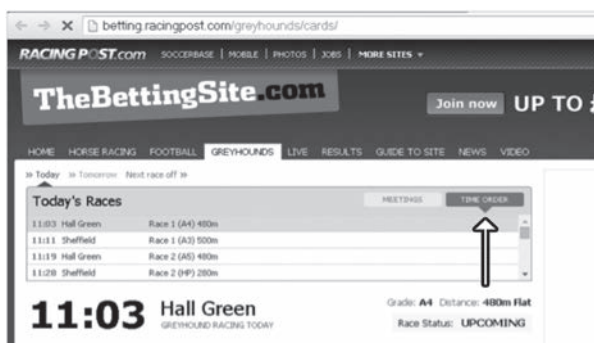 betting.racingpost.com/greyhounds/cards/
RACING POST.com SOCCERBASE | MOBILE | PHOTOS | JOBS | MORE SITES
TheBettingSite.com
Join now UP TO
HOME HORSE RACING FOOTBALL GREYHOUNDS LIVE RESULTS GUIDE TO SITE NEWS VIDEO
» Today » Tomorrow Next race off »
Today's Races MEETINGS TIME ORDER
11:03 Hall Green Race 1 (A4) 480m
11:11 Sheffield Race 1 (A3) 500m
11:19 Hall Green Race 2 (A5) 480m
11:28 Sheffield Race 2 (HP) 280m
11:03 Hall Green Grade: A4 Distance: 480m Flat
GREYHOUND RACING TODAY Race Status: UPCOMING